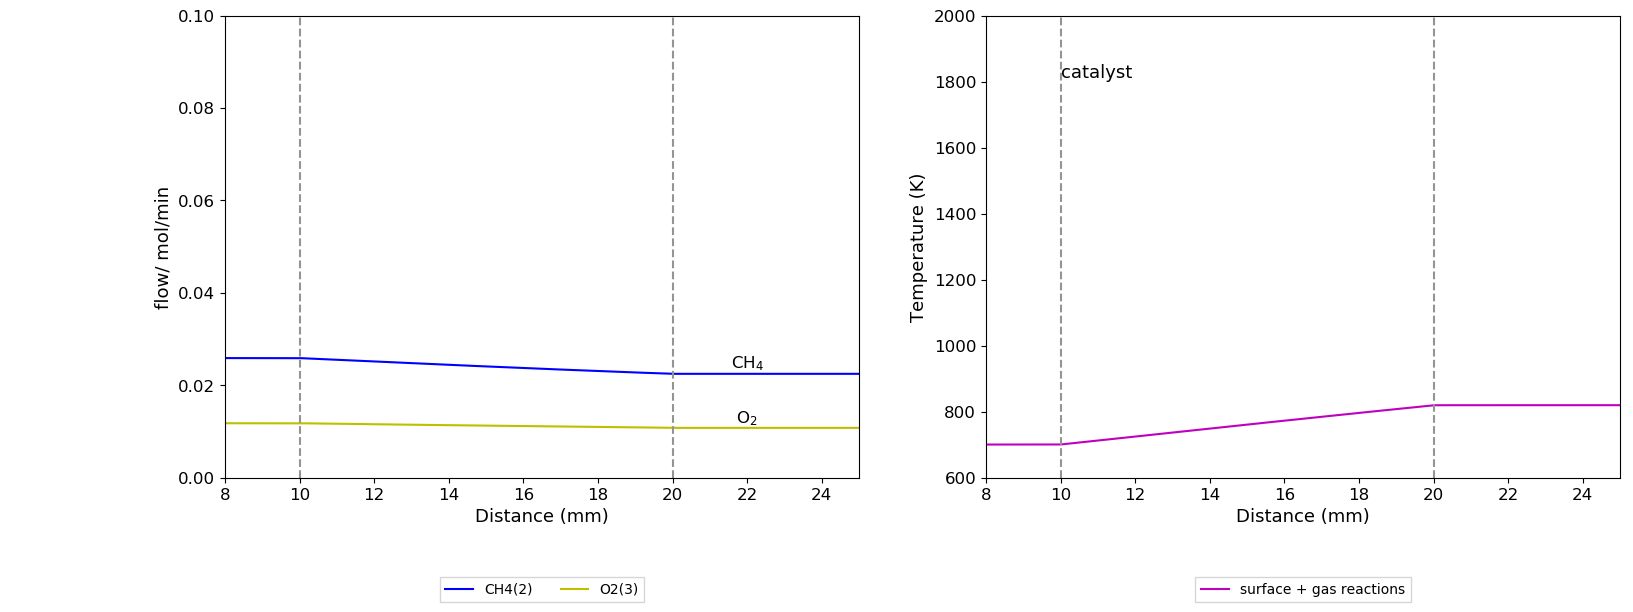 0.10
0.08
0.06
0.04
0.02
0.00
flow/ mol/min
CH₄
O₂
8 10 12 14 16 18 20 22 24
Distance (mm)
CH4(2) O2(3)
2000
1800
1600
1400
1200
1000
800
600
Temperature (K)
catalyst
8 10 12 14 16 18 20 22 24
Distance (mm)
surface + gas reactions